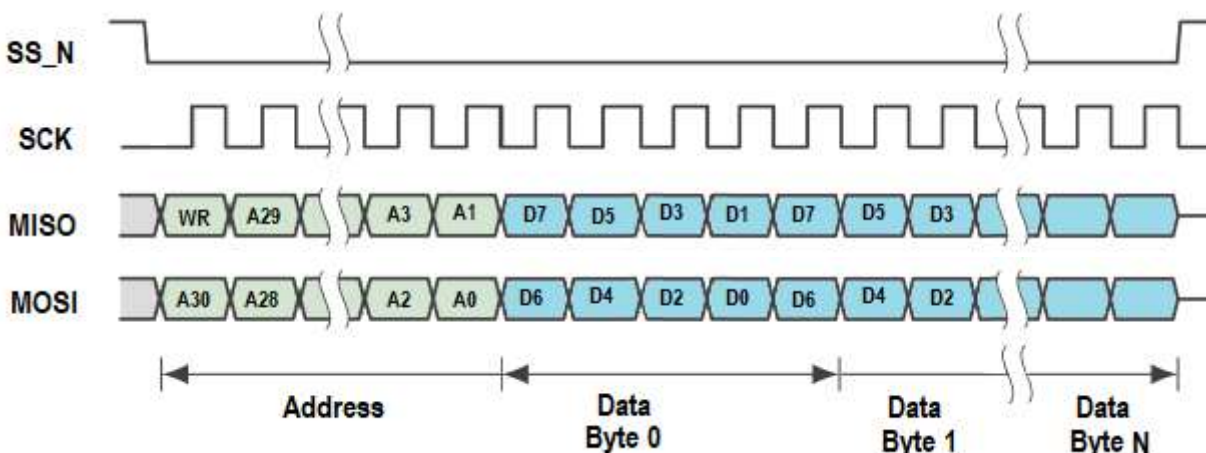 SS_N
SCK
MISO WR A29 A3 A1 D7 D5 D3 D1 D7 D5 D3
MOSI A30 A28 A2 A0 D6 D4 D2 D0 D6 D4 D2
Address
Data
Byte 0
Data
Byte 1
Data
Byte N